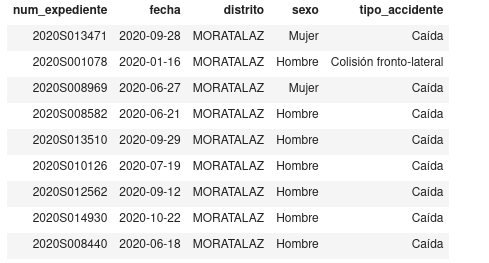 num_expediente fecha distrito sexo tipo_accidente
2020S013471 2020-09-28 MORATALAZ Mujer Caída
2020S001078 2020-01-16 MORATALAZ Hombre Colisión fronto-lateral
2020S008969 2020-06-27 MORATALAZ Mujer Caída
2020S008582 2020-06-21 MORATALAZ Hombre Caída
2020S013510 2020-09-29 MORATALAZ Hombre Caída
2020S010126 2020-07-19 MORATALAZ Hombre Caída
2020S012562 2020-09-12 MORATALAZ Hombre Caída
2020S014930 2020-10-22 MORATALAZ Hombre Caída
2020S008440 2020-06-18 MORATALAZ Hombre Caída